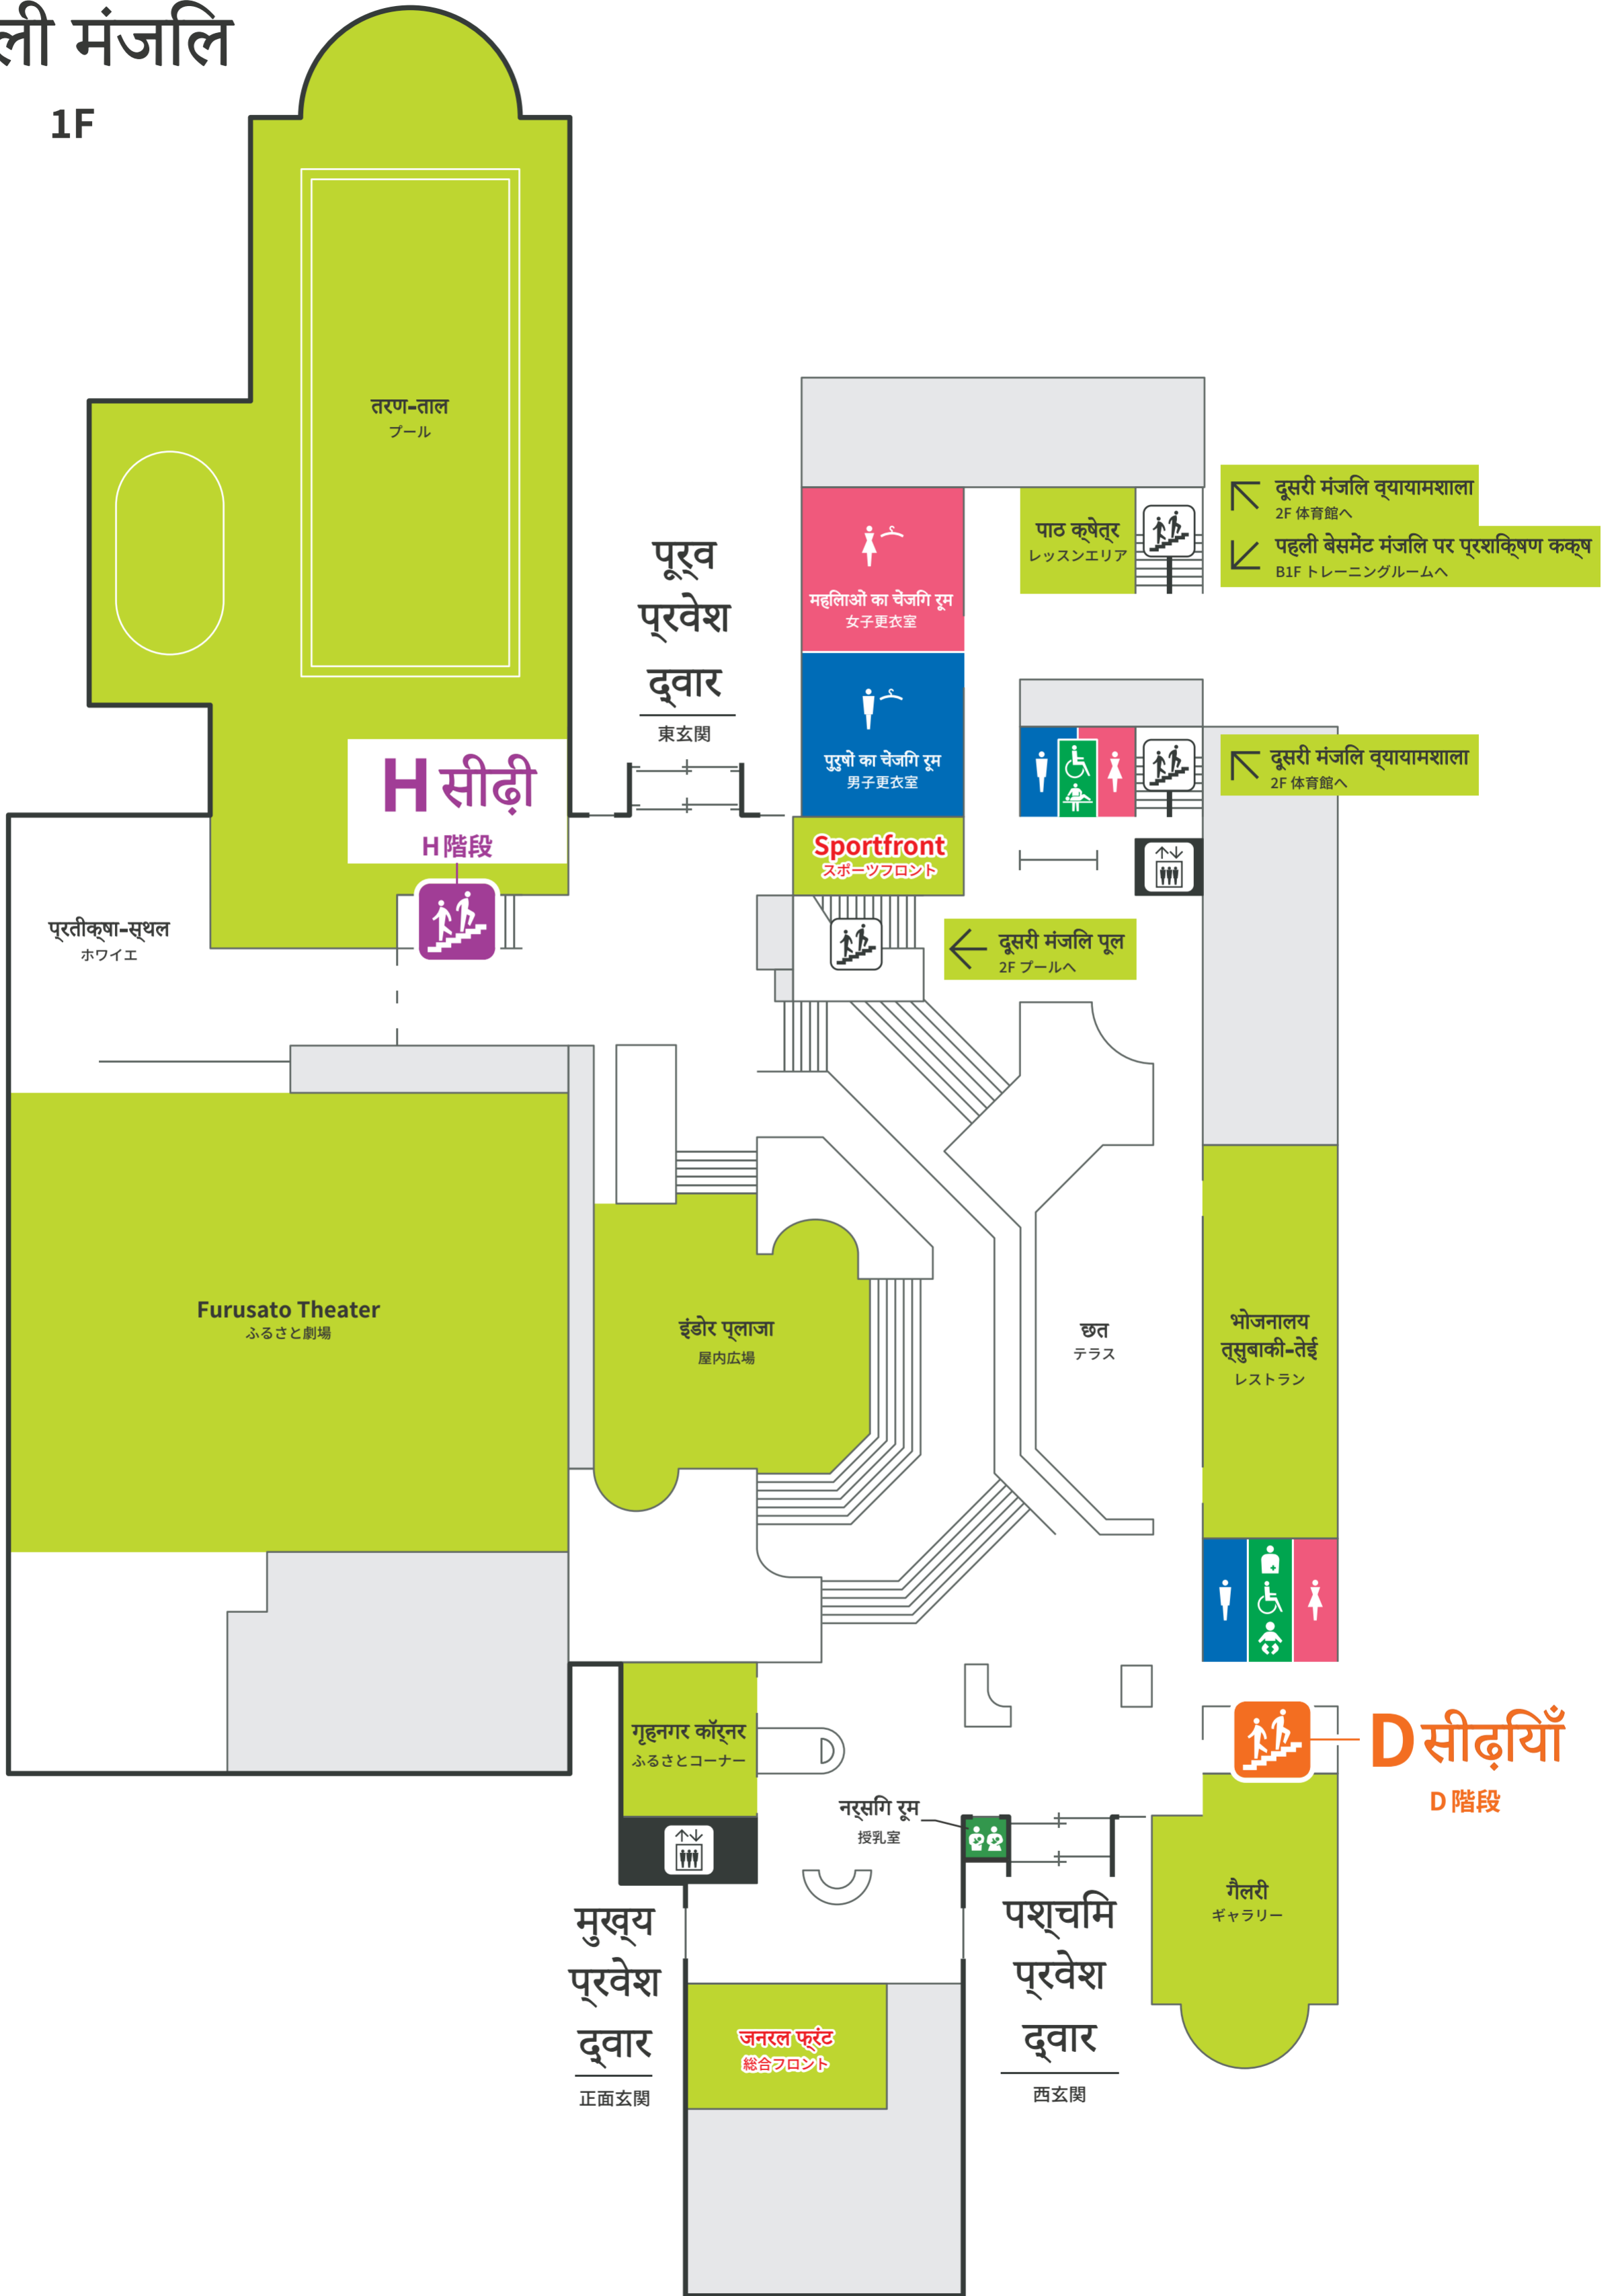 ली मंजलि
1F
तरण-ताल
プール
पूर्व
प्रवेश
द्वार
東玄関
महलिाओं का चेंजगि रूम
女子更衣室
पुरुषों का चेंजगि रूम
男子更衣室
पाठ क्षेत्र
レッスンエリア
दूसरी मंजलि व्यायामशाला
2F 体育館へ
पहली बेसमेंट मंजलि पर प्रशक्षिण कक्ष
B1F トレーニングルームへ
दूसरी मंजलि व्यायामशाला
2F 体育館へ
H सीढ़ी
H 階段
Sportfront
スポーツフロント
दूसरी मंजलि पूल
2F プールへ
प्रतीक्षा-स्थल
ホワイエ
Furusato Theater
ふるさと劇場
इंडोर प्लाजा
屋内広場
छत
テラス
भोजनालय
त्सुबाकी-तेई
レストラン
गृहनगर कॉर्नर
ふるさとコーナー
D सीढ़ायाँ
D 階段
नर्सगि रूम
授乳室
गैलरी
ギャラリー
मुख्य
प्रवेश
द्वार
正面玄関
पश्चमि
प्रवेश
द्वार
西玄関
जनरल फ्रंट
総合フロント